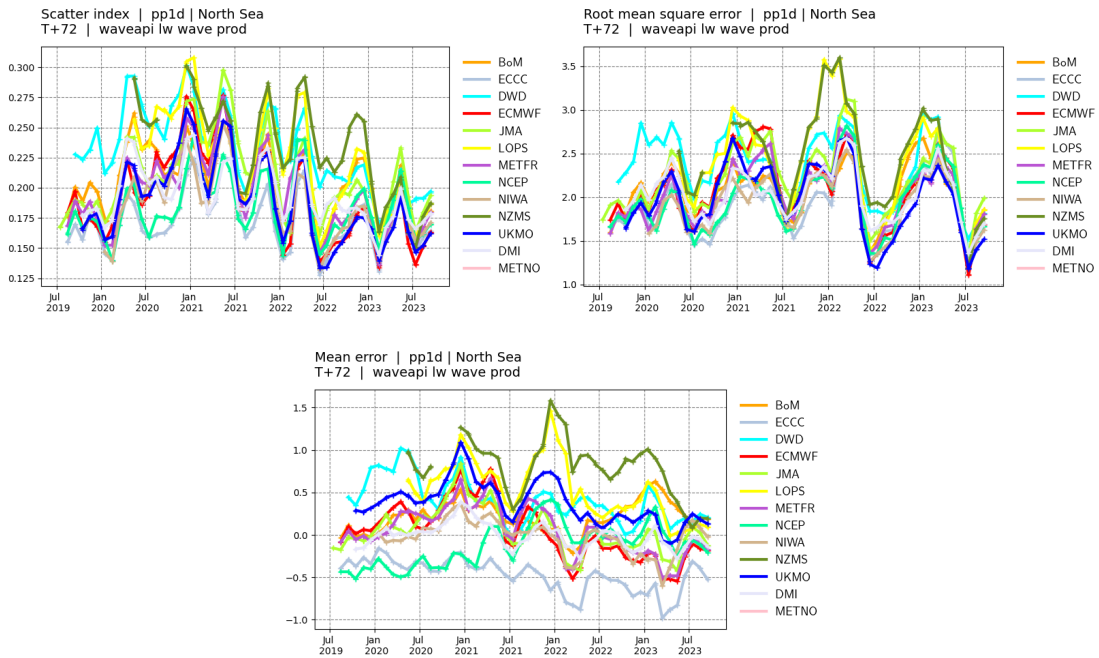 Scatter index | pp1d | North Sea
T+72 | waveapi lw wave prod
0.300
0.275
0.250
0.225
0.200
0.175
0.150
0.125
Jul 2019
Jan 2020
Jul 2020
Jan 2021
Jul 2021
Jan 2022
Jul 2022
Jan 2023
Jul 2023
BoM
ECCC
DWD
ECMWF
JMA
LOPS
METFR
NCEP
NIWA
NZMS
UKMO
DMI
METNO
Root mean square error | pp1d | North Sea
T+72 | waveapi lw wave prod
3.5
3.0
2.5
2.0
1.5
1.0
Jul 2019
Jan 2020
Jul 2020
Jan 2021
Jul 2021
Jan 2022
Jul 2022
Jan 2023
Jul 2023
BoM
ECCC
DWD
ECMWF
JMA
LOPS
METFR
NCEP
NIWA
NZMS
UKMO
DMI
METNO
Mean error | pp1d | North Sea
T+72 | waveapi lw wave prod
1.5
1.0
0.5
0.0
−0.5
−1.0
Jul 2019
Jan 2020
Jul 2020
Jan 2021
Jul 2021
Jan 2022
Jul 2022
Jan 2023
Jul 2023
BoM
ECCC
DWD
ECMWF
JMA
LOPS
METFR
NCEP
NIWA
NZMS
UKMO
DMI
METNO